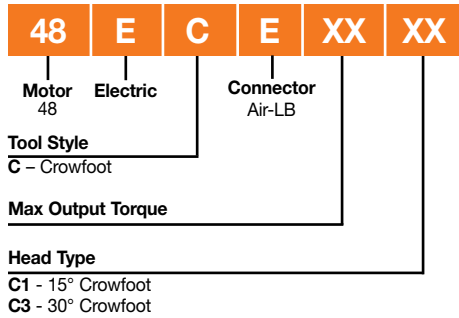 48 E C E XX XX
Motor Electric Connector
48 Air-LB
Tool Style
C – Crowfoot
Max Output Torque
Head Type
C1 - 15° Crowfoot
C3 - 30° Crowfoot